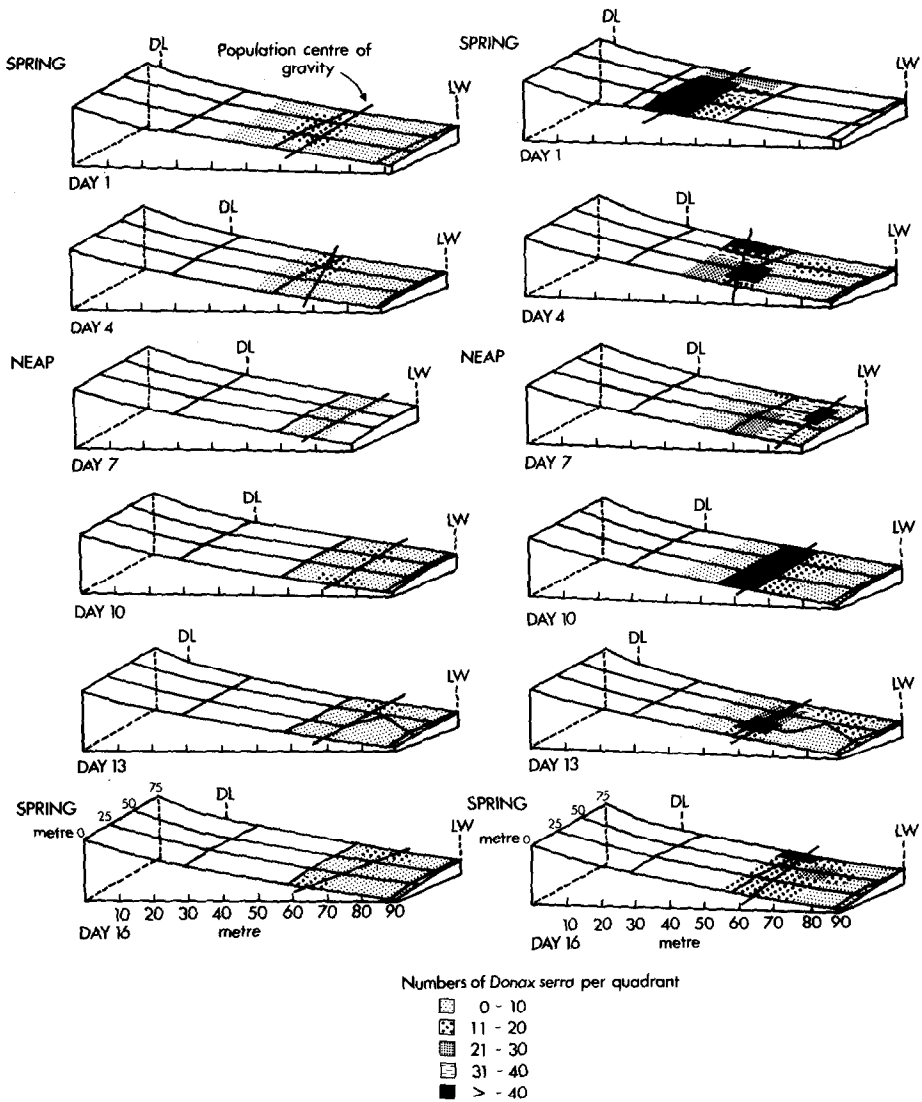 SPRING
DL
Population centre of
gravity
LW
DAY 1
SPRING
DL
LW
DAY 1
DL
LW
DAY 4
DL
LW
DAY 4
NEAP
DL
LW
DAY 7
NEAP
DL
LW
DAY 7
DL
LW
DAY 10
DL
LW
DAY 10
DL
LW
DAY 13
DL
LW
DAY 13
SPRING
metre 0 25 50 75
DL
LW
10 20 30 40 50 60 70 80 90
DAY 16 metre
SPRING
metre 0 25 50 75
DL
LW
10 20 30 40 50 60 70 80 90
DAY 16 metre
Numbers of Donax serra per quadrant
0 - 10
11 - 20
21 - 30
31 - 40
> - 40